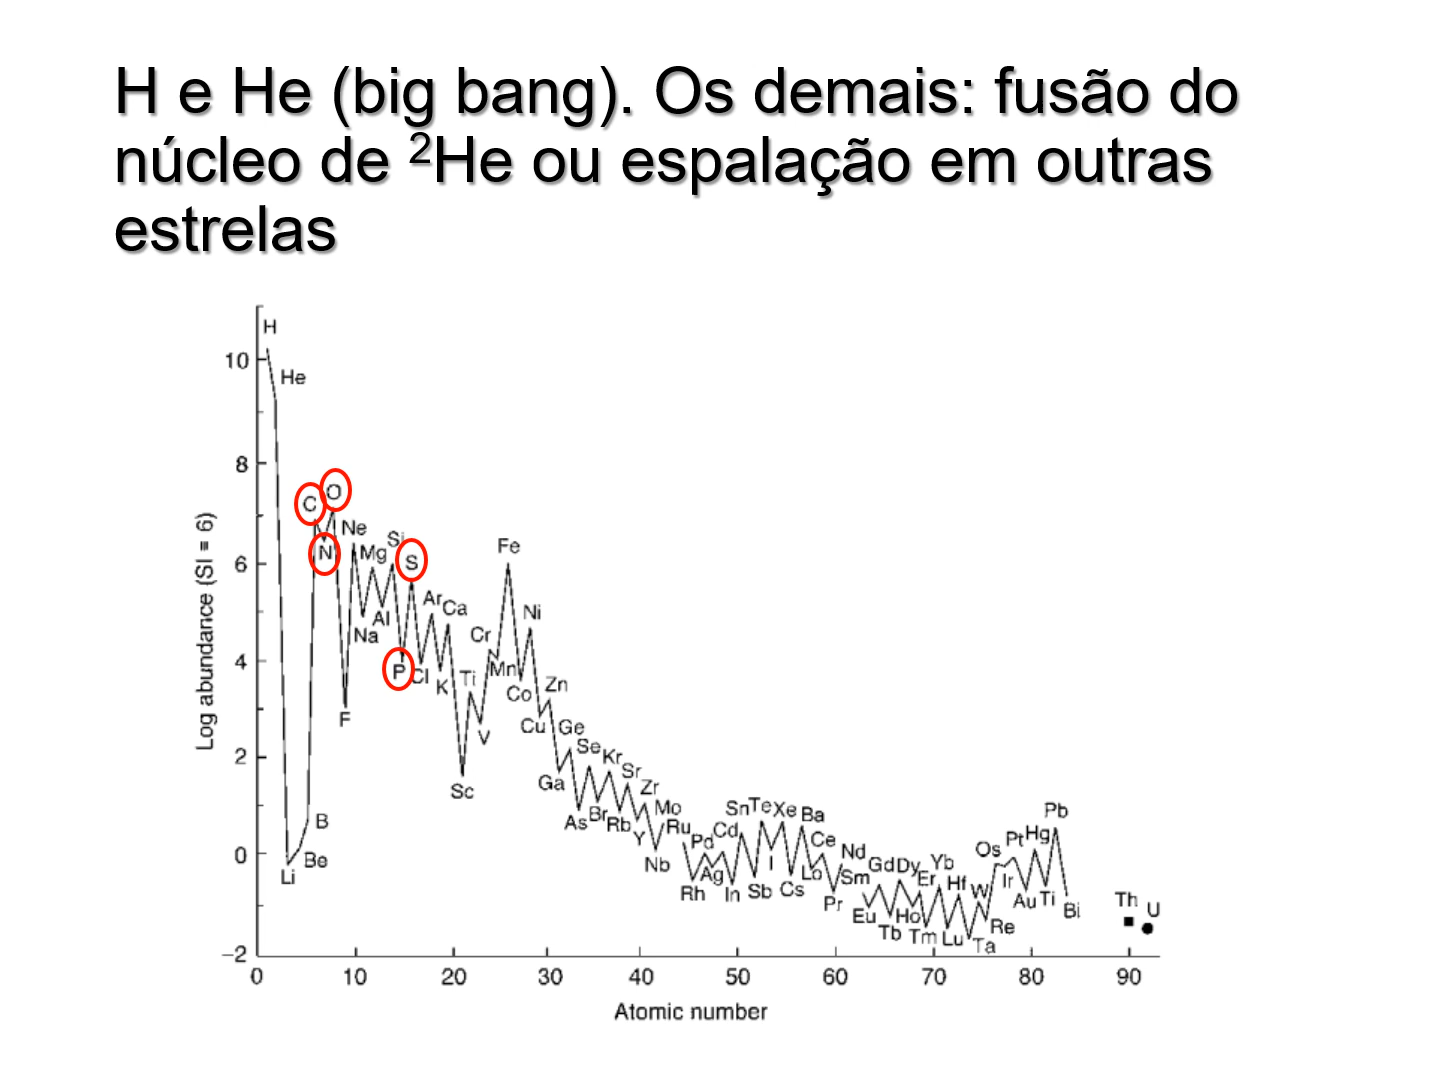 H e He (big bang). Os demais: fusão do
núcleo de ²He ou espalação em outras
estrelas
H
10
He
8
O
C
Ne
N
Mg
Si
S
Fe
6
Log abundance (SI = 6)
Al
Na
Ar
Ca
Ni
Cr
4
P
Cl
K
Ti
Mn
Co
Zn
F
V
Cu
Ge
2
Se
Kr
Sr
Ga
Sc
Zr
As
Br
Rb
Y
Mo
Ru
Sn
Te
Xe
Ba
Pb
B
Cd
Pd
Ce
Pt
Hg
0
Be
Li
Nb
Ag
I
Lo
Nd
Os
Rh
In
Sb
Cs
Pr
Sm
Gd
Dy
Yb
Er
Hf
W
Ir
Au
Ti
Bi
Th
U
Eu
Tb
Ho
Tm
Lu
Ta
Re
−2
0 10 20 30 40 50 60 70 80 90
Atomic number